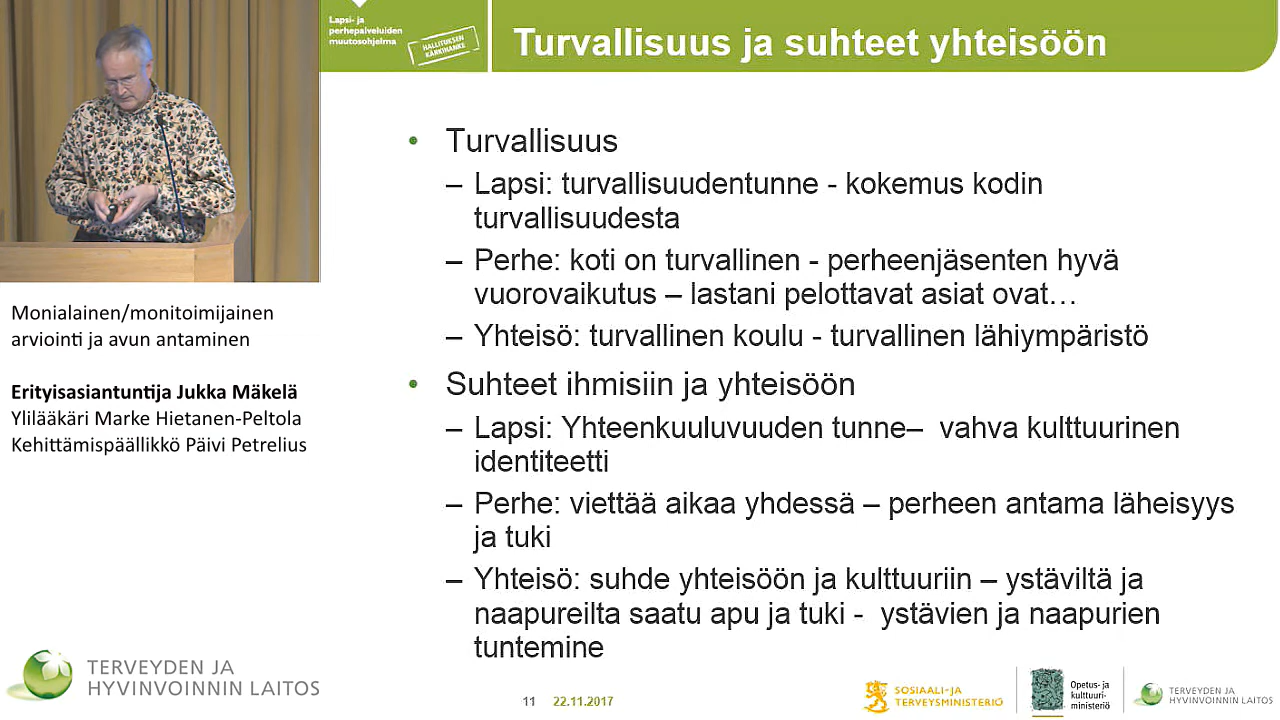 Lapsi- ja
perhepalveluiden
muutosohjelma
HALLITUKSEN
KÄRKIHANKE
Turvallisuus ja suhteet yhteisöön
• Turvallisuus
– Lapsi: turvallisuudentunne - kokemus kodin
turvallisuudesta
– Perhe: koti on turvallinen - perheenjäsenten hyvä
vuorovaikutus – lastani pelottavat asiat ovat…
– Yhteisö: turvallinen koulu - turvallinen lähiympäristö
• Suhteet ihmisiin ja yhteisöön
– Lapsi: Yhteenkuuluvuuden tunne– vahva kulttuurinen
identiteetti
– Perhe: viettää aikaa yhdessä – perheen antama läheisyys
ja tuki
– Yhteisö: suhde yhteisöön ja kulttuuriin – ystäviltä ja
naapureilta saatu apu ja tuki - ystävien ja naapurien
tuntemine
Monialainen/monitoimijainen
arviointi ja avun antaminen
Erityisasiantuntija Jukka Mäkelä
Ylilääkäri Marke Hietanen-Peltola
Kehittämispäällikkö Päivi Petrelius
TERVEYDEN JA
HYVINVOINNIN LAITOS
11 22.11.2017
SOSIAALI- JA
TERVEYSMINISTERIÖ
Opetus- ja
kulttuuri-
ministeriö
TERVEYDEN JA
HYVINVOINNIN LAITOS